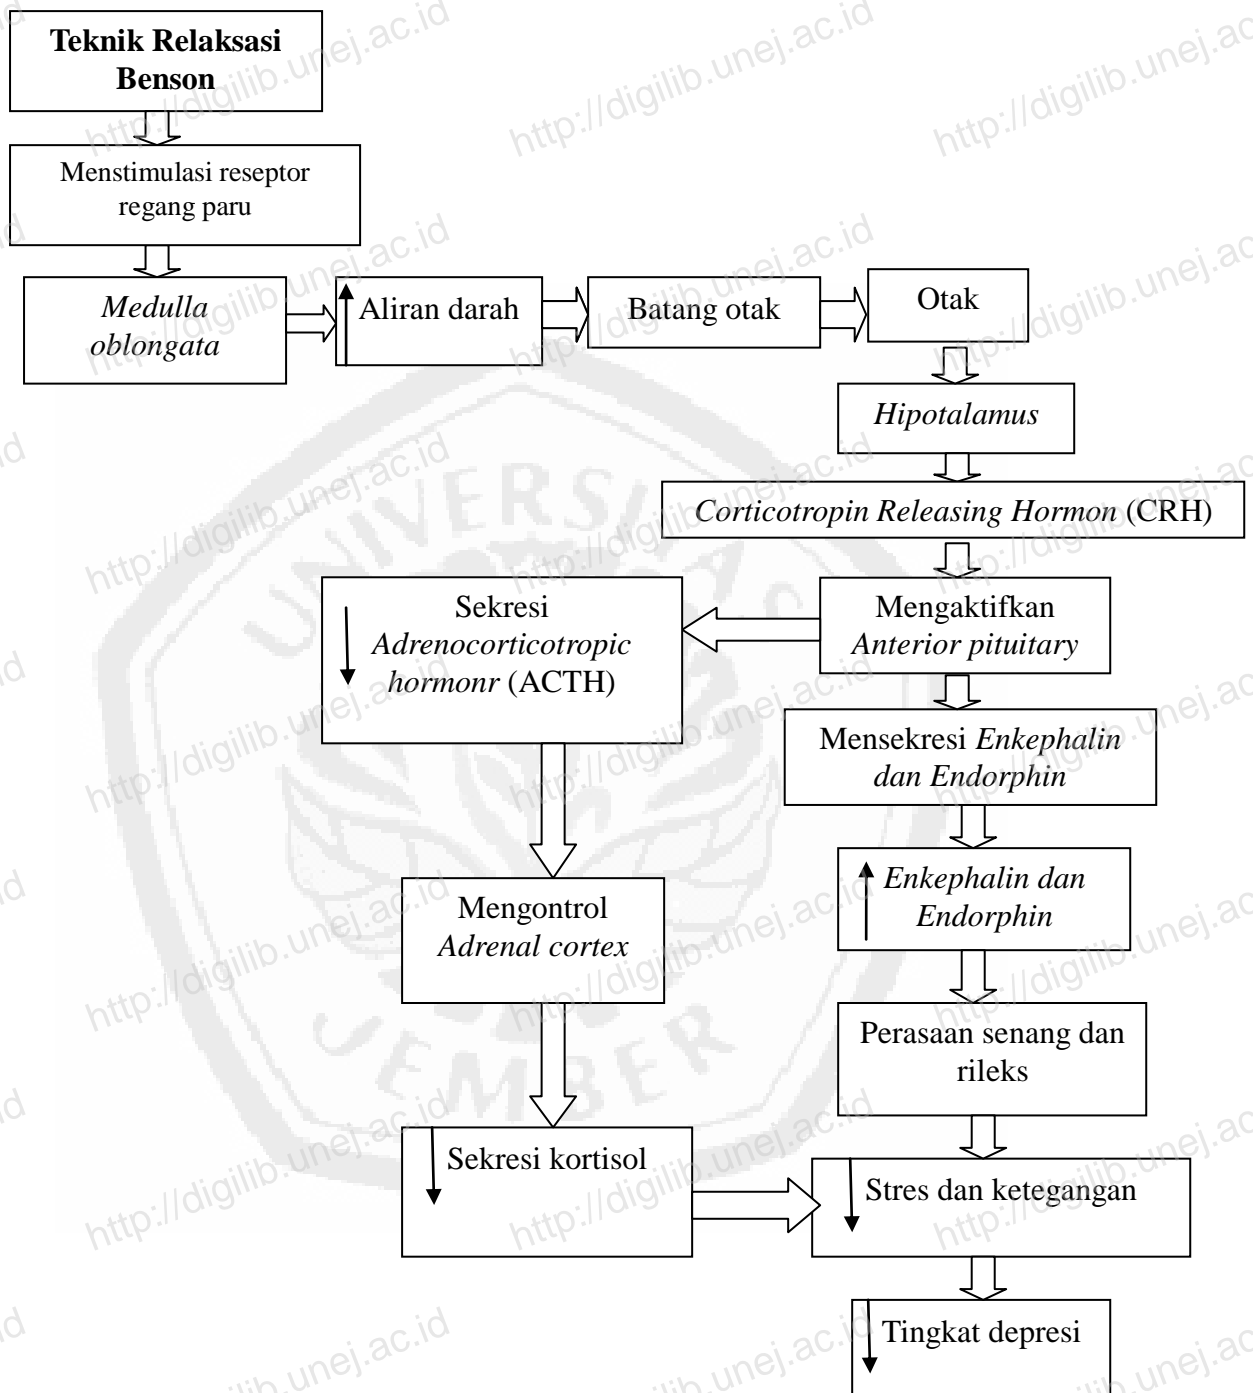 Teknik Relaksasi
Benson
Menstimulasi reseptor
regang paru
Medulla
oblongata
Aliran darah
Batang otak
Otak
Hipotalamus
Corticotropin Releasing Hormon (CRH)
Mengaktifkan
Anterior pituitary
Sekresi
Adrenocorticotropic
hormonr (ACTH)
Mensekresi Enkephalin
dan Endorphin
Mengontrol
Adrenal cortex
Enkephalin dan
Endorphin
Perasaan senang dan
rileks
Sekresi kortisol
Stres dan ketegangan
Tingkat depresi
UNIVERSITAS
JEMBER
http://digilib.unej.ac.id